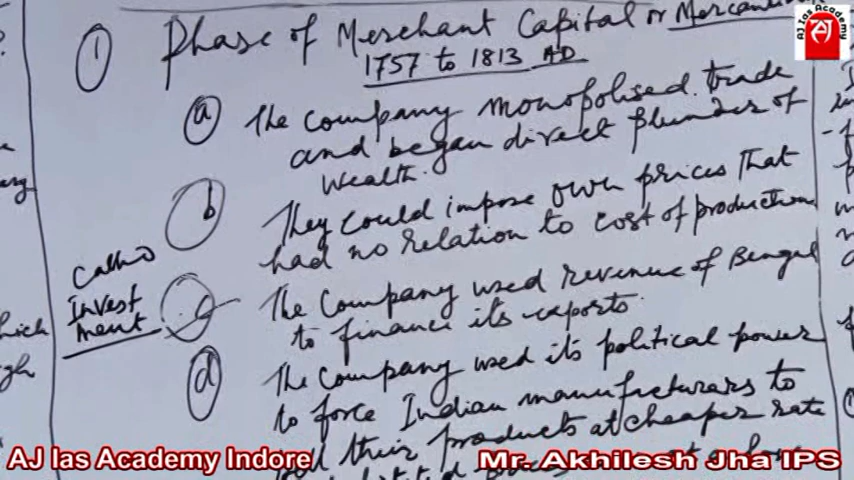 ① Phase of Merchant Capital or
1757 to 1813 AD
ⓐ The Company monopolised trade
and began direct plunder of
wealth.
ⓑ They could impose own prices that
had no relation to cost of production
Invest
ment
ⓒ The Company used revenue of Bengal
to finance its exports
ⓓ The Company used its political power
to force Indian manufacturers to
their products at cheaper rate
AJ Ias Academy
AJ Ias Academy Indore
Mr. Akhilesh Jha IPS